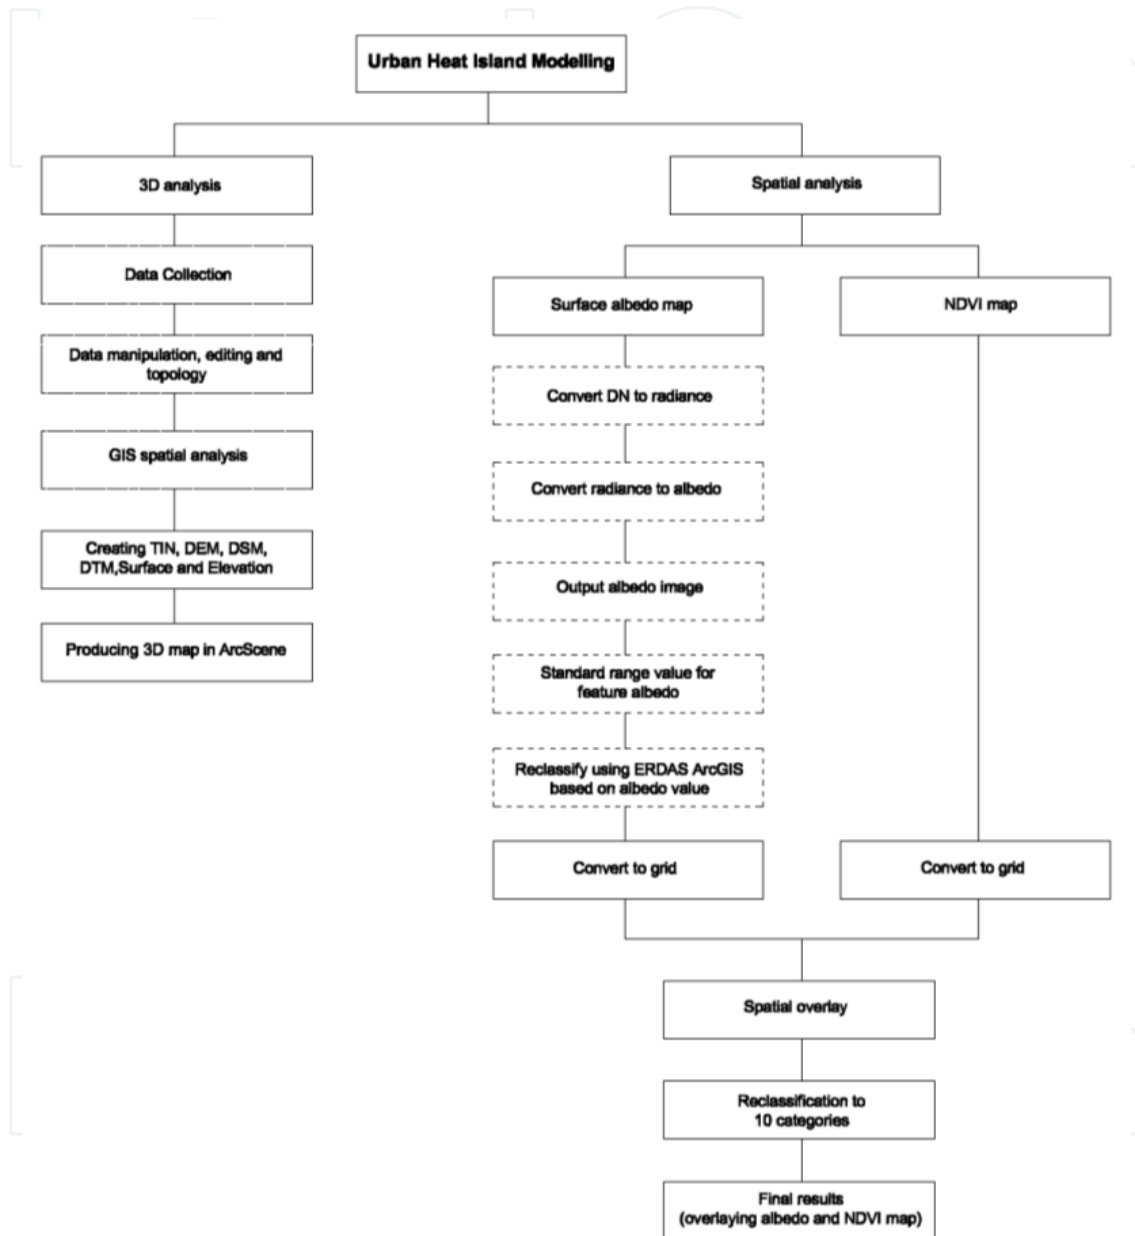 Urban Heat Island Modelling
3D analysis
Data Collection
Data manipulation, editing and
topology
GIS spatial analysis
Creating TIN, DEM, DSM,
DTM,Surface and Elevation
Producing 3D map in ArcScene
Spatial analysis
Surface albedo map
Convert DN to radiance
Convert radiance to albedo
Output albedo image
Standard range value for
feature albedo
Reclassify using ERDAS ArcGIS
based on albedo value
Convert to grid
NDVI map
Convert to grid
Spatial overlay
Reclassification to
10 categories
Final results
(overlaying albedo and NDVI map)